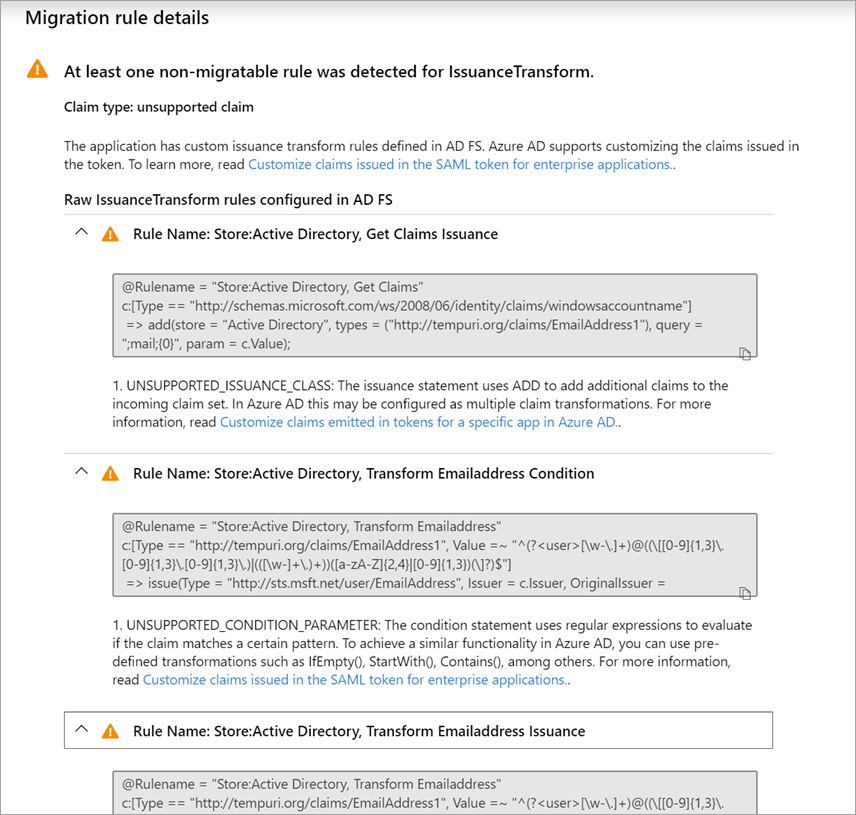 Migration rule details
At least one non-migratable rule was detected for IssuanceTransform.
Claim type: unsupported claim
The application has custom issuance transform rules defined in AD FS. Azure AD supports customizing the claims issued in
the token. To learn more, read Customize claims issued in the SAML token for enterprise applications..
Raw IssuanceTransform rules configured in AD FS
Rule Name: Store:Active Directory, Get Claims Issuance
@Rulename = "Store:Active Directory, Get Claims"
c:[Type == "http://schemas.microsoft.com/ws/2008/06/identity/claims/windowsaccountname"]
=> add(store = "Active Directory", types = ("http://tempuri.org/claims/EmailAddress1"), query =
";mail;{0}", param = c.Value);
1. UNSUPPORTED_ISSUANCE_CLASS: The issuance statement uses ADD to add additional claims to the
incoming claim set. In Azure AD this may be configured as multiple claim transformations. For more
information, read Customize claims emitted in tokens for a specific app in Azure AD..
Rule Name: Store:Active Directory, Transform Emailaddress Condition
@Rulename = "Store:Active Directory, Transform Emailaddress"
c:[Type == "http://tempuri.org/claims/EmailAddress1", Value =~ "^(?<user>[\w-\.]+)@((\[[0-9]{1,3}\.
[0-9]{1,3}\.[0-9]{1,3}\.)|(([\w-]+\.)+))([a-zA-Z]{2,4}|[0-9]{1,3})(\]?)$"]
=> issue(Type = "http://sts.msft.net/user/EmailAddress", Issuer = c.Issuer, OriginalIssuer =
1. UNSUPPORTED_CONDITION_PARAMETER: The condition statement uses regular expressions to evaluate
if the claim matches a certain pattern. To achieve a similar functionality in Azure AD, you can use pre-
defined transformations such as IfEmpty(), StartWith(), Contains(), among others. For more information,
read Customize claims issued in the SAML token for enterprise applications..
Rule Name: Store:Active Directory, Transform Emailaddress Issuance
@Rulename = "Store:Active Directory, Transform Emailaddress"
c:[Type == "http://tempuri.org/claims/EmailAddress1", Value =~ "^(?<user>[\w-\.]+)@((\[[0-9]{1,3}\.